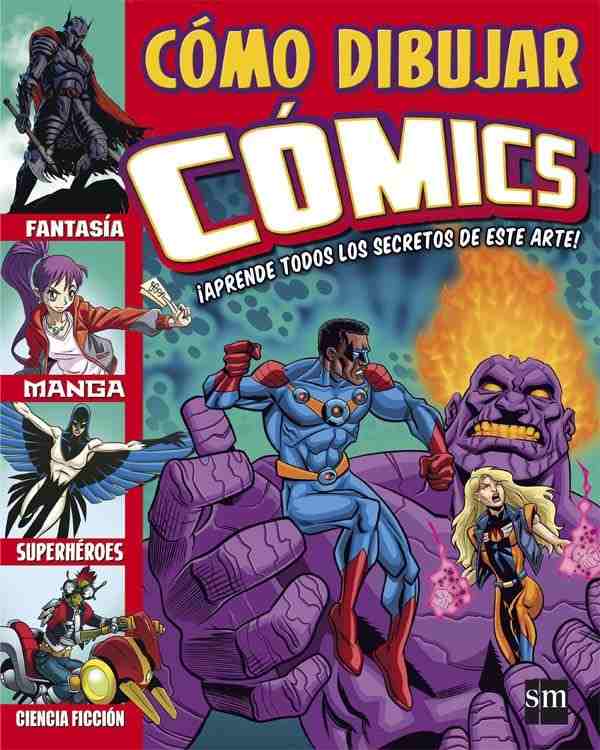 CÓMO DIBUJAR
CÓMICS
¡APRENDE TODOS LOS SECRETOS DE ESTE ARTE!
FANTASÍA
MANGA
SUPERHÉROES
CIENCIA FICCIÓN
sm